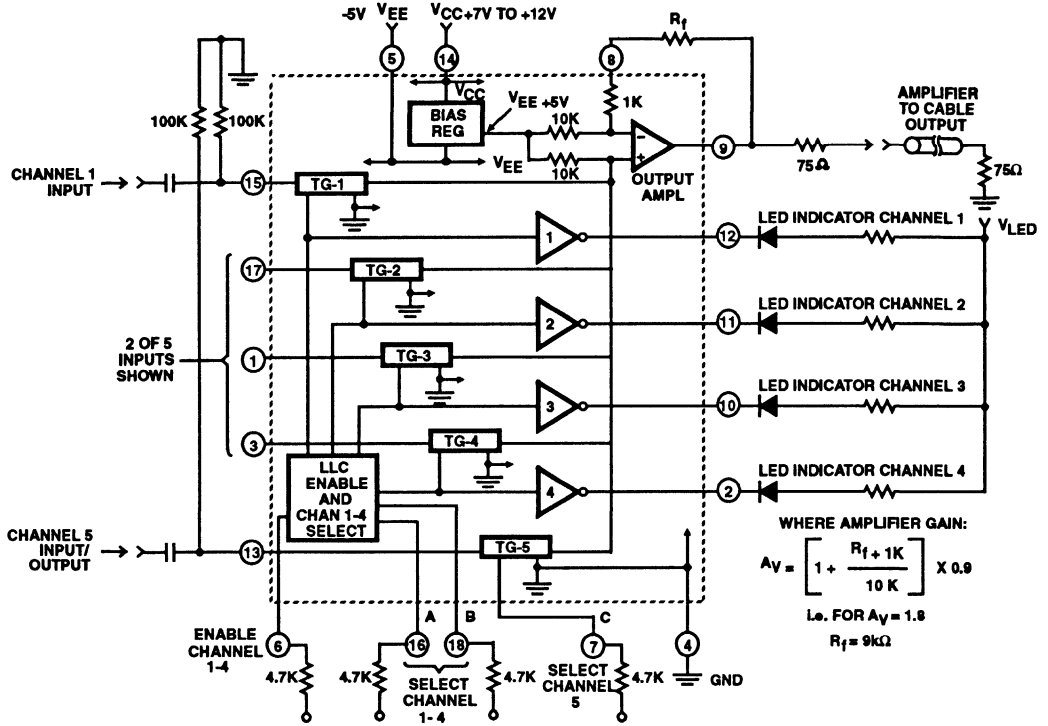 -5V VEE
VCC +7V TO +12V
Rf
5
14
8
VCC
BIAS
REG
VEE +5V
1K
10K
10K
VEE
−
+
OUTPUT
AMPL
9
75Ω
AMPLIFIER
TO CABLE
OUTPUT
75Ω
VLED
100K
100K
CHANNEL 1
INPUT
15
TG-1
1
12
LED INDICATOR CHANNEL 1
17
TG-2
2
11
LED INDICATOR CHANNEL 2
2 OF 5
INPUTS
SHOWN
1
TG-3
3
10
LED INDICATOR CHANNEL 3
3
TG-4
4
2
LED INDICATOR CHANNEL 4
LLC
ENABLE
AND
CHAN 1-4
SELECT
CHANNEL 5
INPUT/
OUTPUT
13
TG-5
WHERE AMPLIFIER GAIN:
AV = [1 + Rf + 1K / 10 K] X 0.9
i.e. FOR AV = 1.8
Rf = 9kΩ
A
B
C
ENABLE
CHANNEL
1-4
6
4.7K
4.7K
16
18
4.7K
SELECT
CHANNEL
1- 4
7
SELECT
CHANNEL
5
4.7K
4
GND